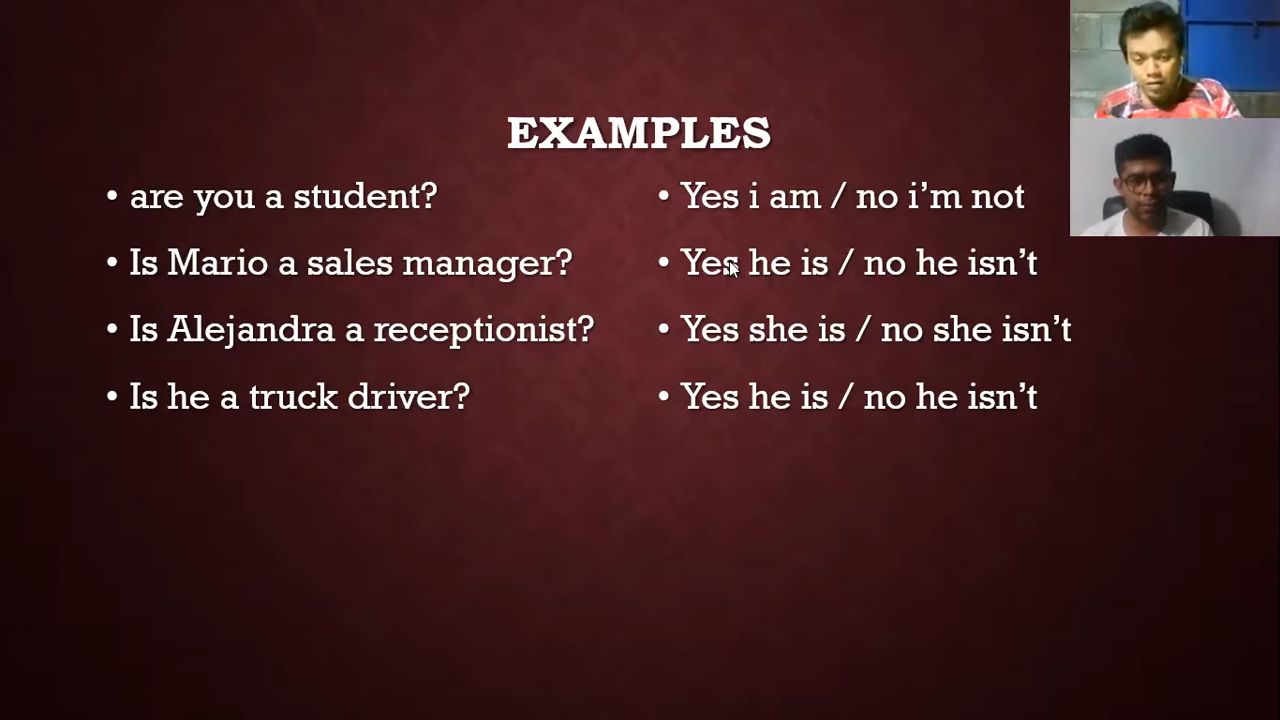 EXAMPLES
• are you a student?
• Is Mario a sales manager?
• Is Alejandra a receptionist?
• Is he a truck driver?
• Yes i am / no i’m not
• Yes he is / no he isn’t
• Yes she is / no she isn’t
• Yes he is / no he isn’t